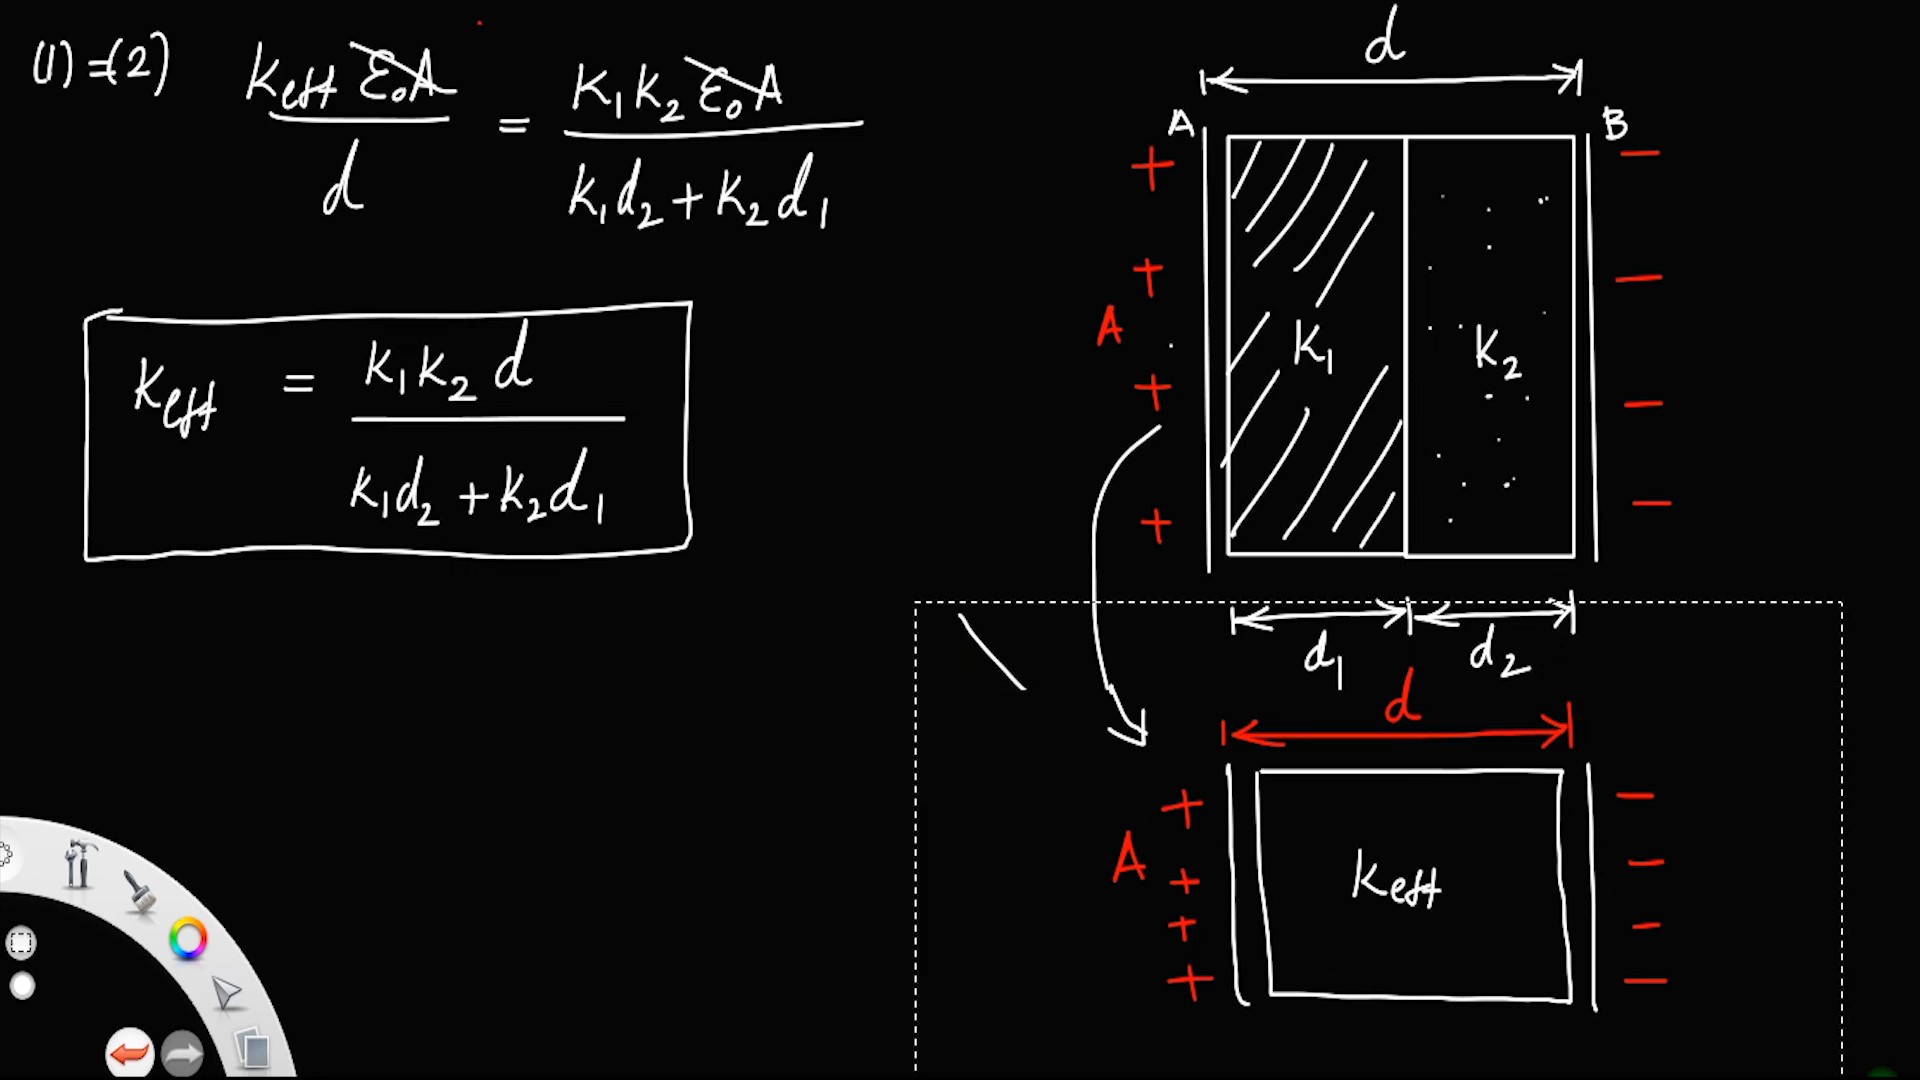 (1)=(2)
Keff ε₀A / d = K₁K₂ε₀A / K₁d₂+K₂d₁
Keff = K₁K₂d / K₁d₂+K₂d₁
d
A B
+ −
+ −
A
K₁ K₂
+ −
+ −
d₁ d₂
d
+ −
A
Keff
+ −
+ −
+ −